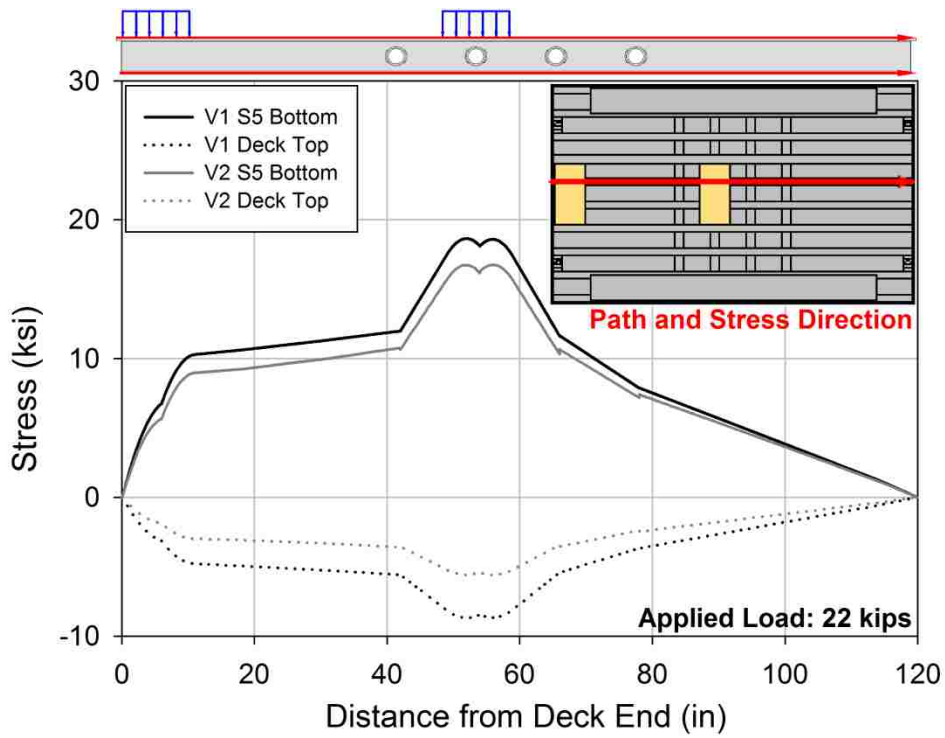 30
V1 S5 Bottom
V1 Deck Top
V2 S5 Bottom
V2 Deck Top
20
Path and Stress Direction
10
Stress (ksi)
0
Applied Load: 22 kips
-10
0 20 40 60 80 100 120
Distance from Deck End (in)